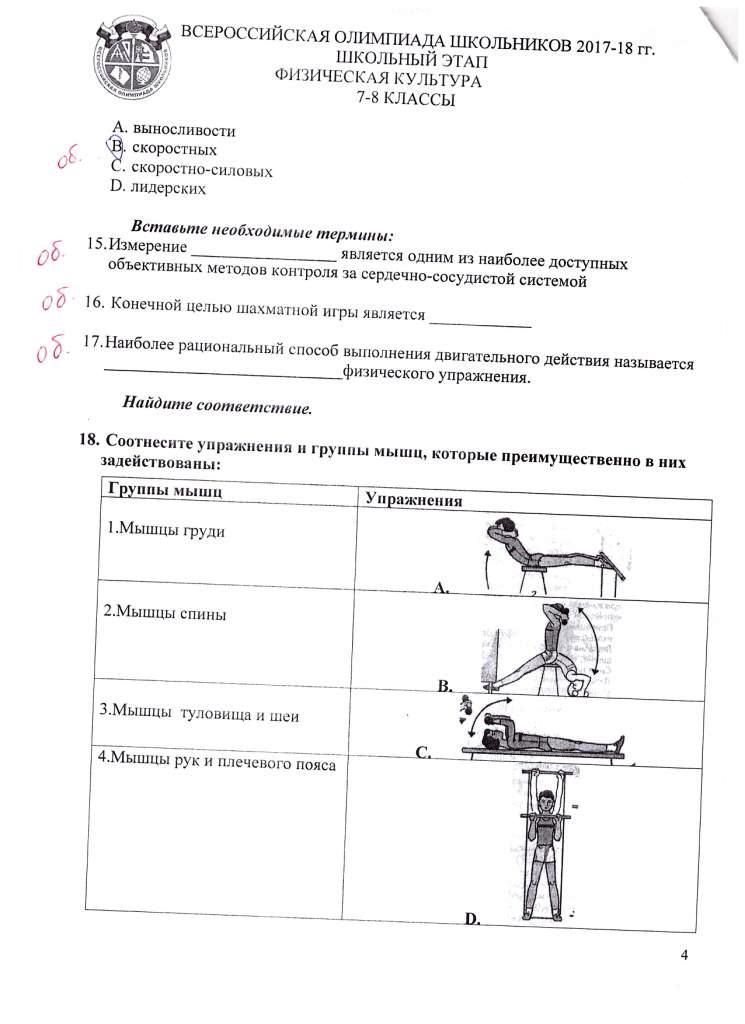 ВСЕРОССИЙСКАЯ ОЛИМПИАДА ШКОЛЬНИКОВ 2017-18 гг.
ШКОЛЬНЫЙ ЭТАП
ФИЗИЧЕСКАЯ КУЛЬТУРА
7-8 КЛАССЫ
A. выносливости
об. B. скоростных
C. скоростно-силовых
D. лидерских
Вставьте необходимые термины:
об. 15. Измерение _________________ является одним из наиболее доступных
объективных методов контроля за сердечно-сосудистой системой
об. 16. Конечной целью шахматной игры является ____________
об. 17. Наиболее рациональный способ выполнения двигательного действия называется
____________________________физического упражнения.
Найдите соответствие.
18. Соотнесите упражнения и группы мышц, которые преимущественно в них
задействованы:
Группы мышц Упражнения
1.Мышцы груди
A.
2.Мышцы спины
B.
3.Мышцы туловища и шеи
C.
4.Мышцы рук и плечевого пояса
D.
4